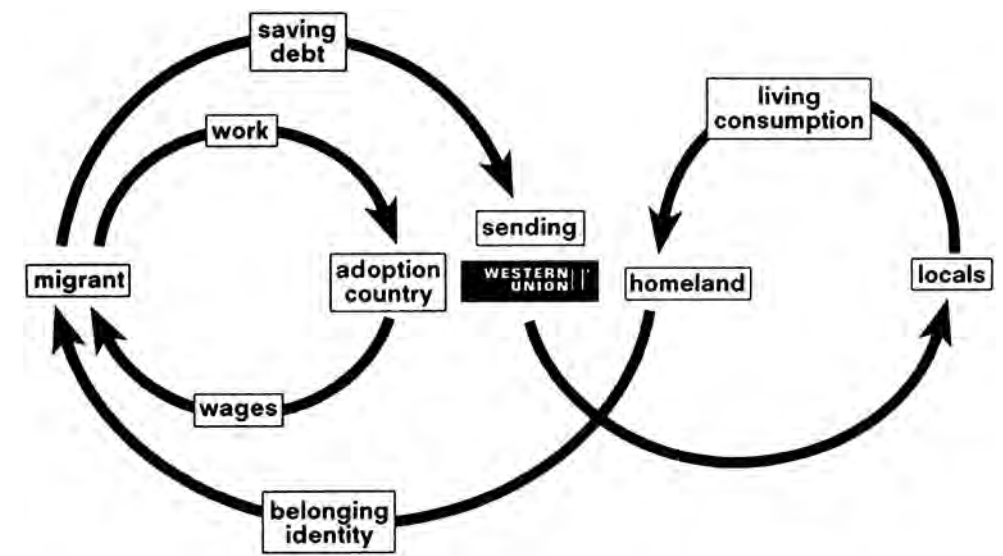 saving
debt
living
consumption
work
sending
migrant
adoption
country
WESTERN
UNION
homeland
locals
wages
belonging
identity